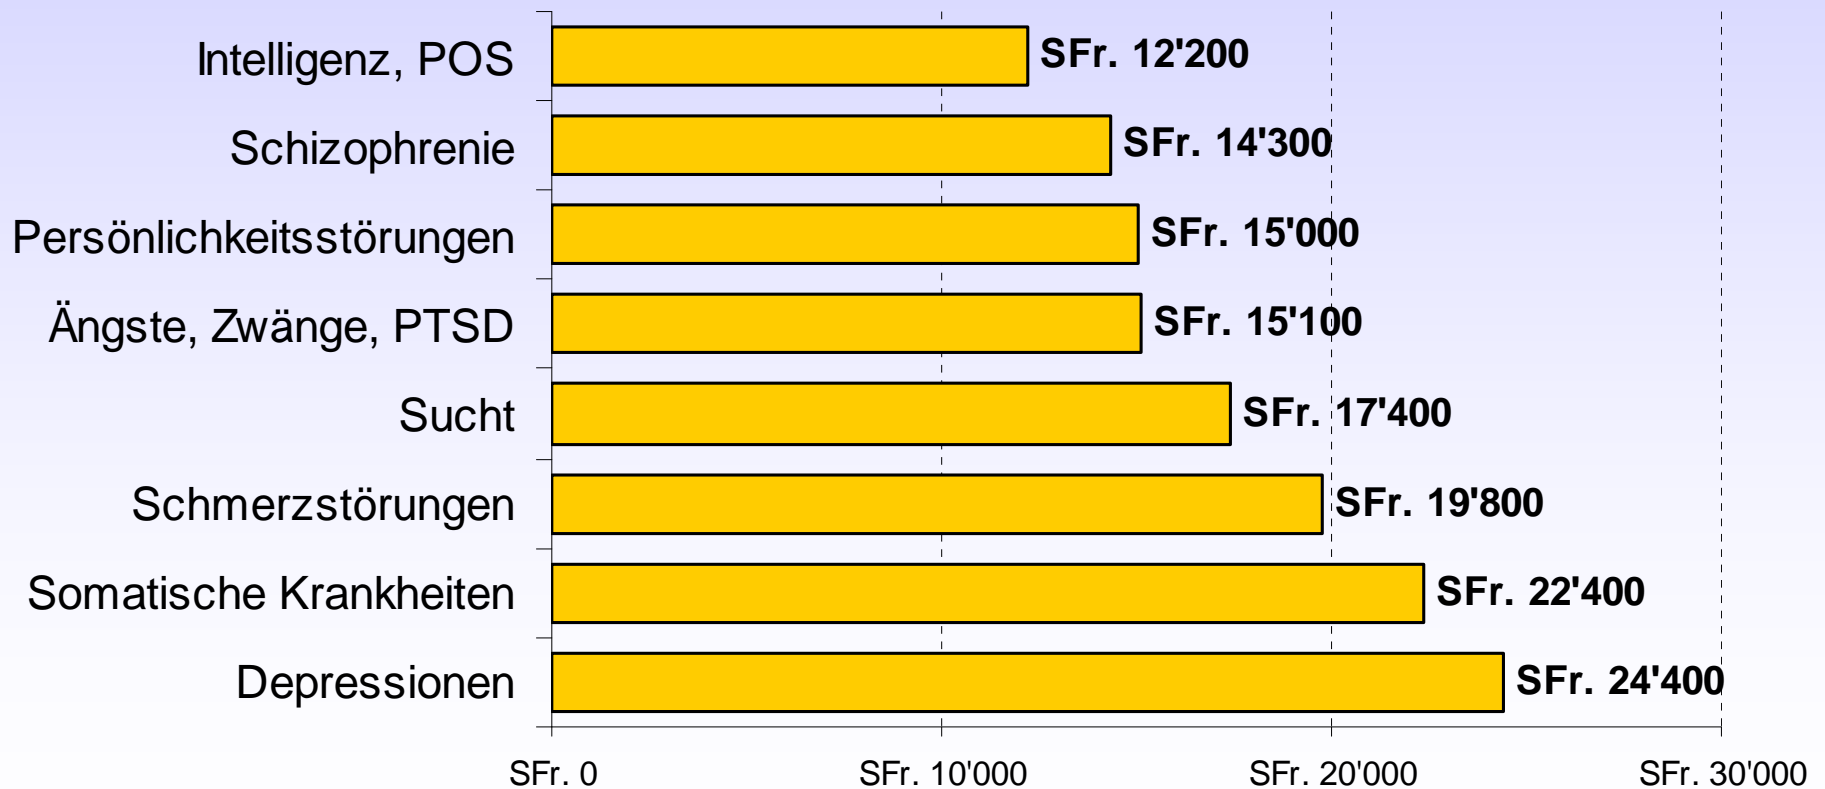 Intelligenz, POS SFr. 12'200
Schizophrenie SFr. 14'300
Persönlichkeitsstörungen SFr. 15'000
Ängste, Zwänge, PTSD SFr. 15'100
Sucht SFr. 17'400
Schmerzstörungen SFr. 19'800
Somatische Krankheiten SFr. 22'400
Depressionen SFr. 24'400
SFr. 0 SFr. 10'000 SFr. 20'000 SFr. 30'000